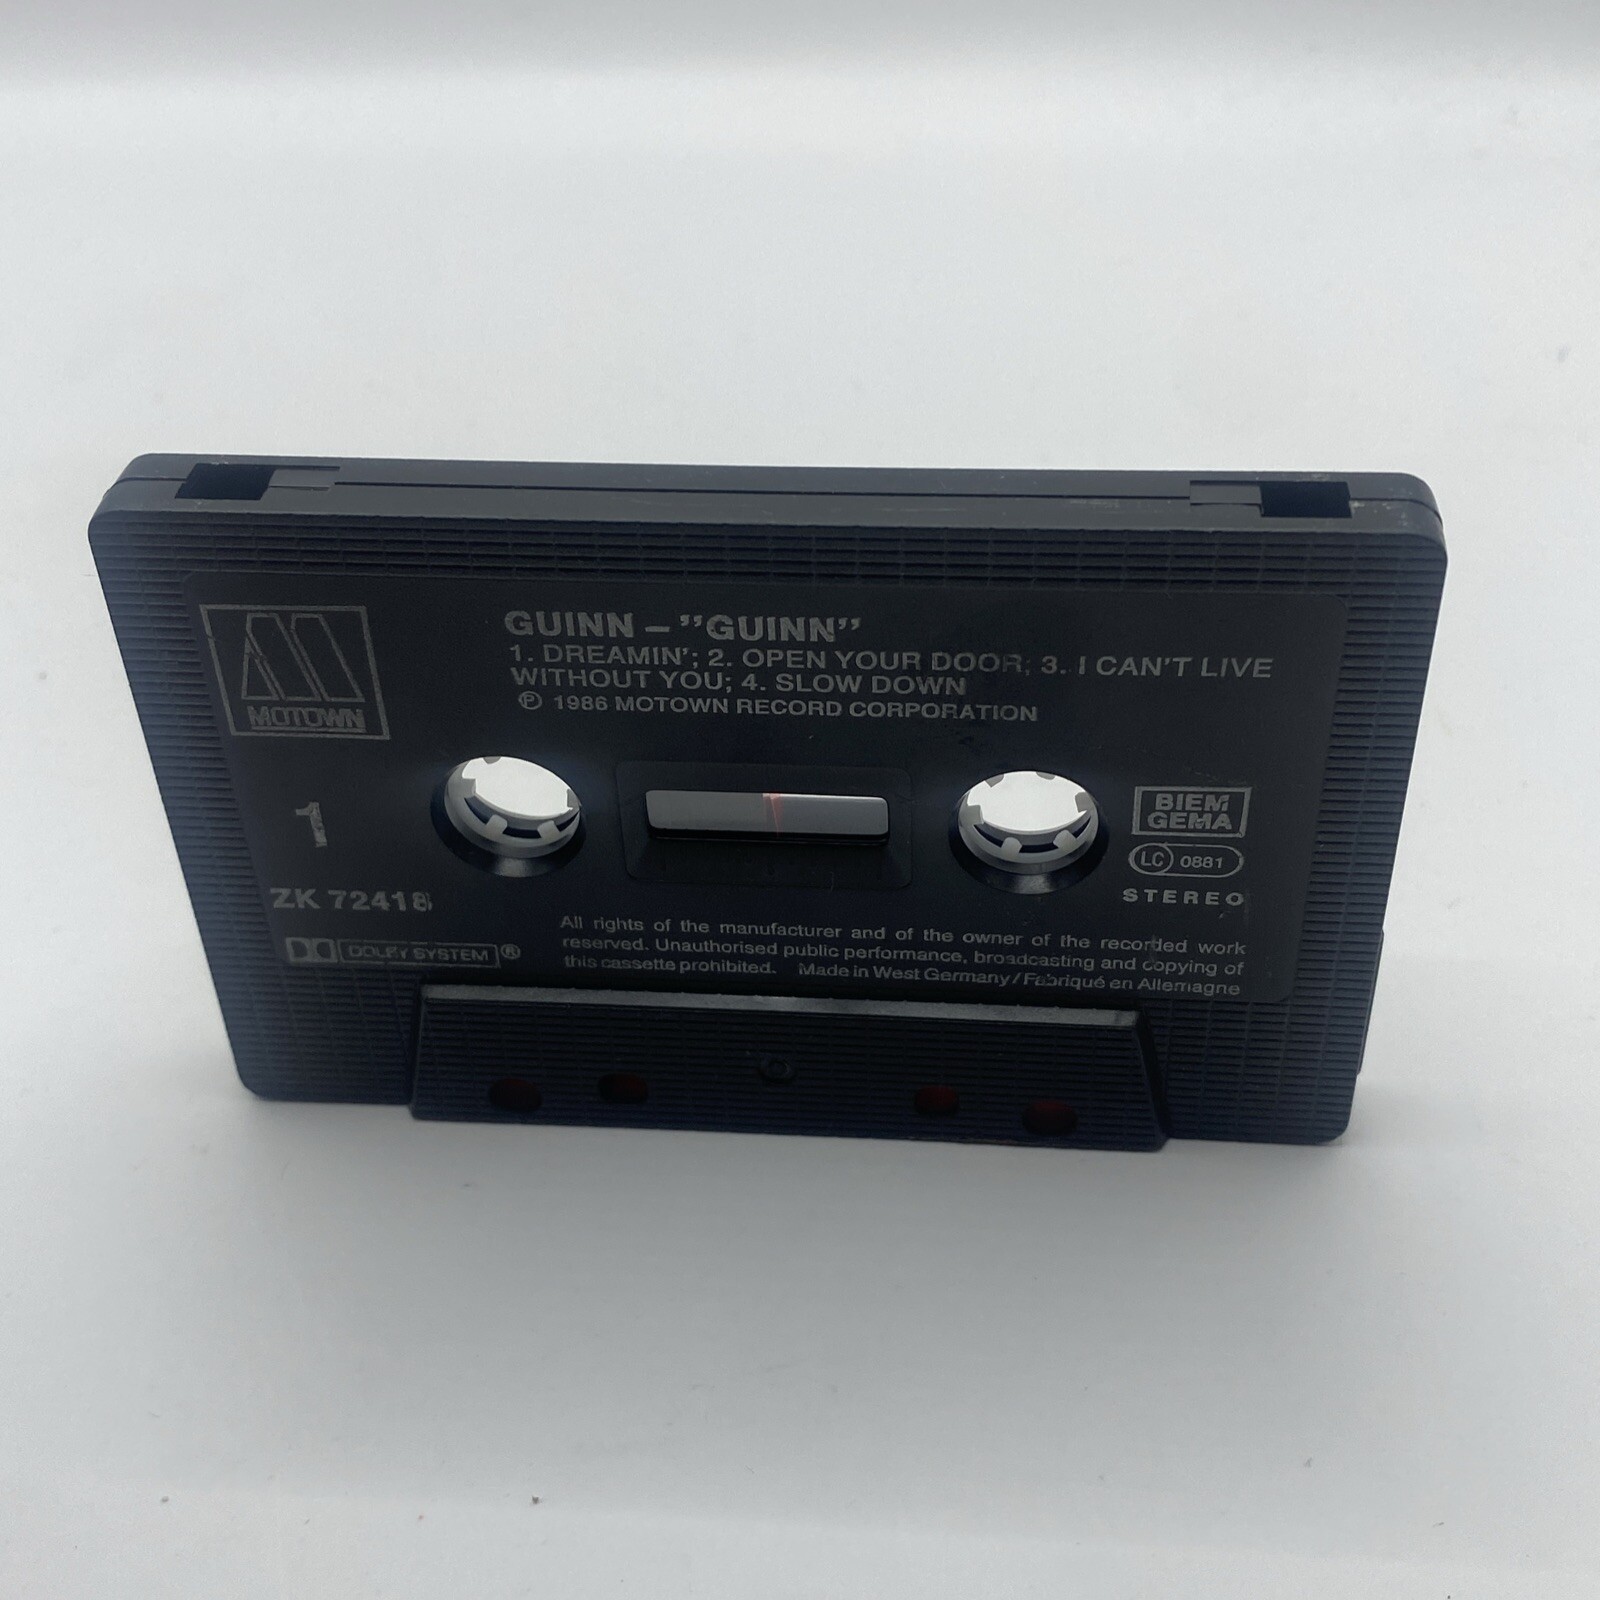 GUINN – ”GUINN”
1. DREAMIN’; 2. OPEN YOUR DOOR; 3. I CAN’T LIVE
WITHOUT YOU; 4. SLOW DOWN
℗ 1986 MOTOWN RECORD CORPORATION
MOTOWN
1
BIEM
GEMA
LC 0881
STEREO
ZK 72418
DOLBY SYSTEM ®
All rights of the manufacturer and of the owner of the recorded work
reserved. Unauthorised public performance, broadcasting and copying of
this cassette prohibited. Made in West Germany / Fabriqué en Allemagne